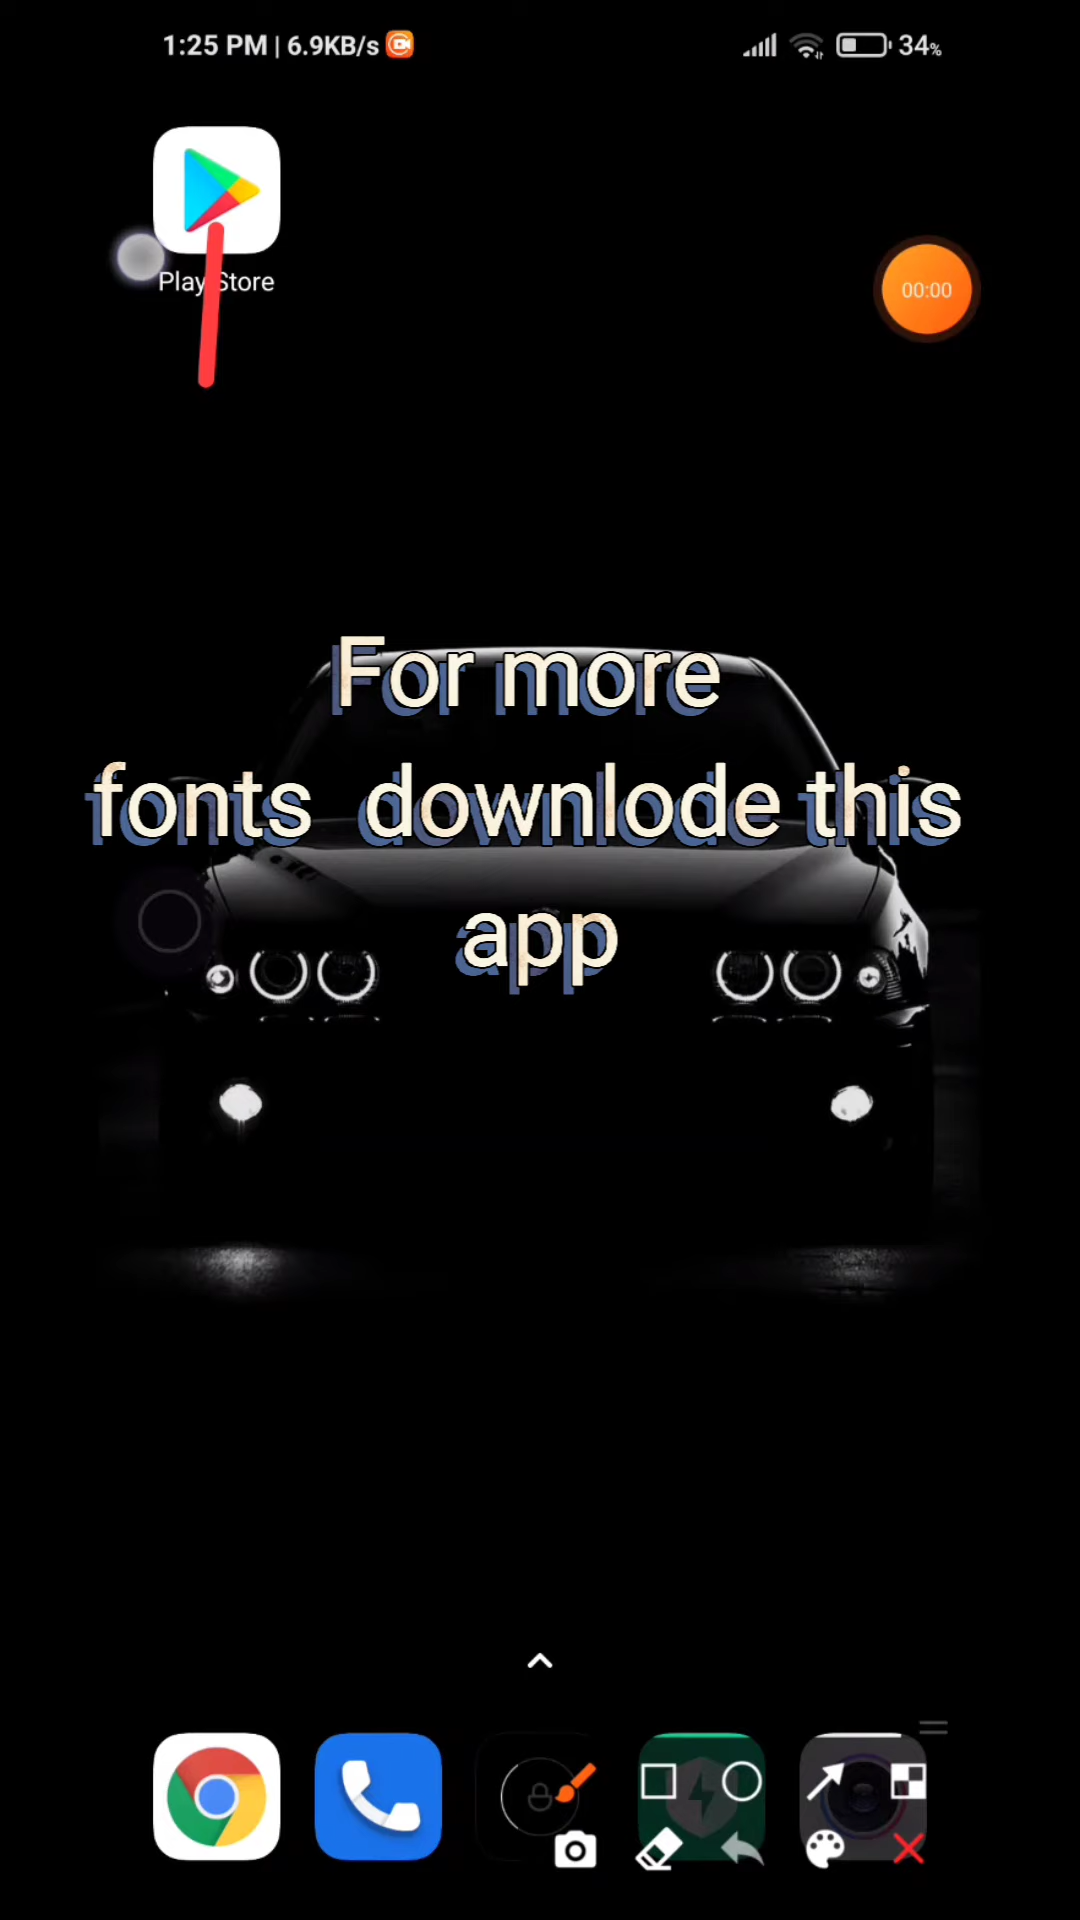 1:25 PM | 6.9KB/s 34%
Play Store
00:00
For more
fonts downlode this
app